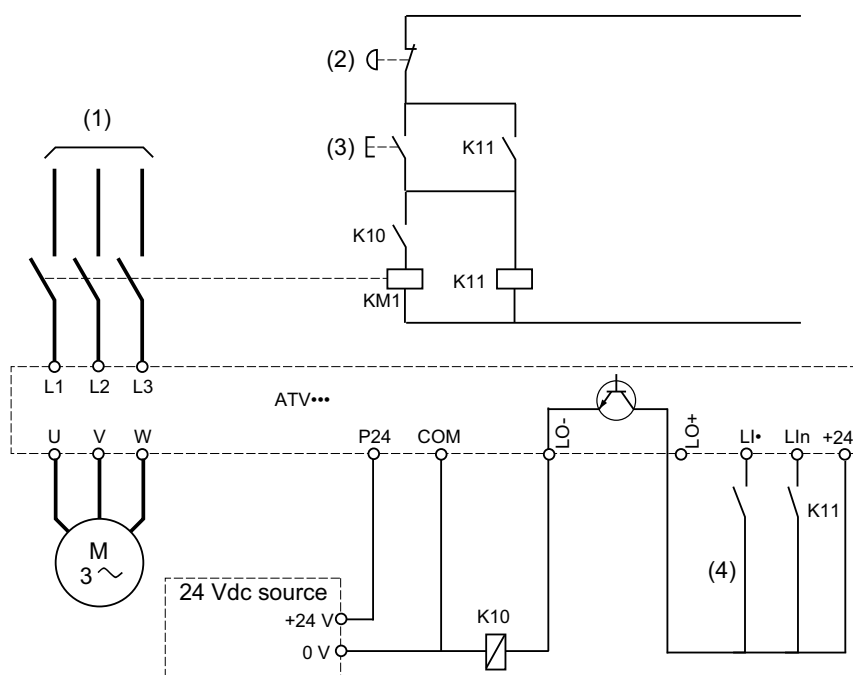 (2)
(1)
(3)
K11
K10
KM1
K11
L1 L2 L3
ATV•••
U V W
P24 COM LO- LO+ LI• LIn +24
K11
M
3
(4)
24 Vdc source
+24 V
K10
0 V